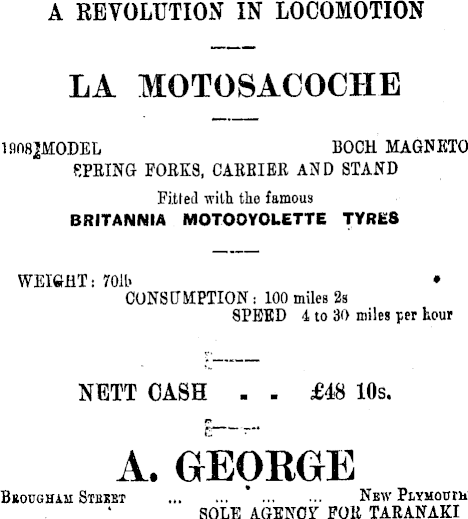 A REVOLUTION IN LOCOMOTION
LA MOTOSACOCHE
1908½ MODEL BOCH MAGNETO
SPRING FORKS, CARRIER AND STAND
Fitted with the famous
BRITANNIA MOTOCYCLETTE TYRES
WEIGHT: 70lb
CONSUMPTION: 100 miles 2s
SPEED 4 to 30 miles per hour
NETT CASH . . £48 10s.
A. GEORGE
BROUGHAM STREET ... ... ... ... NEW PLYMOUTH
SOLE AGENCY FOR TARANAKI